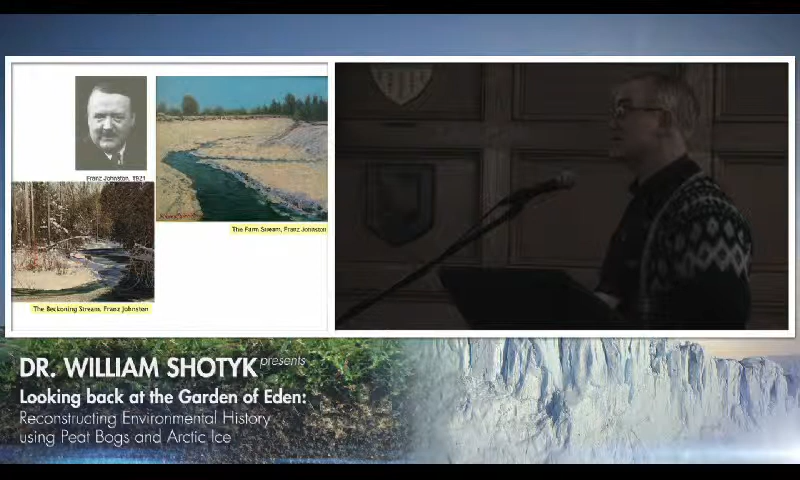 Franz Johnston, 1921
The Farm Stream, Franz Johnston
The Beckoning Stream, Franz Johnston
DR. WILLIAM SHOTYK presents
Looking back at the Garden of Eden:
Reconstructing Environmental History
using Peat Bogs and Arctic Ice